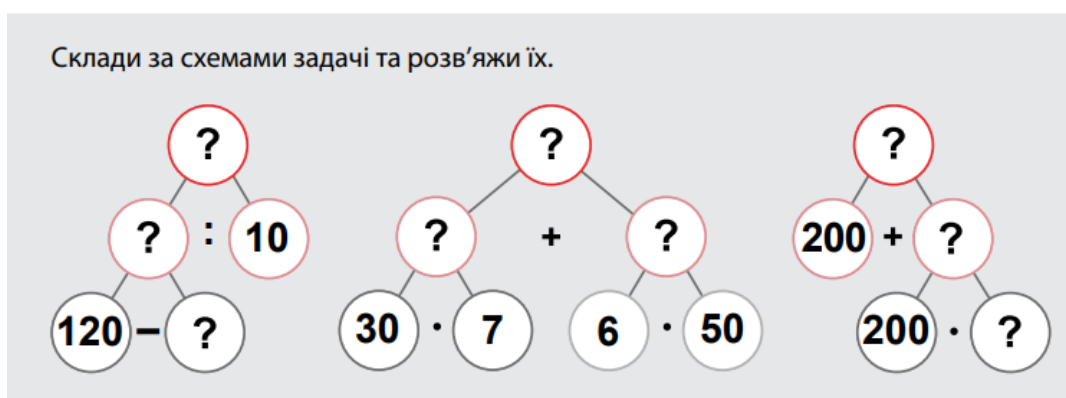 Склади за схемами задачі та розв’яжи їх.
? ? ?
? : 10 ? + ? 200 + ?
120 – ? 30 · 7 6 · 50 200 · ?